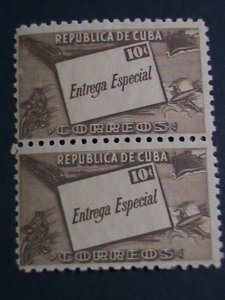 REPUBLICA DE CUBA
10¢
Entrega Especial
CORREOS
REPUBLICA DE CUBA
10¢
Entrega Especial
CORREOS